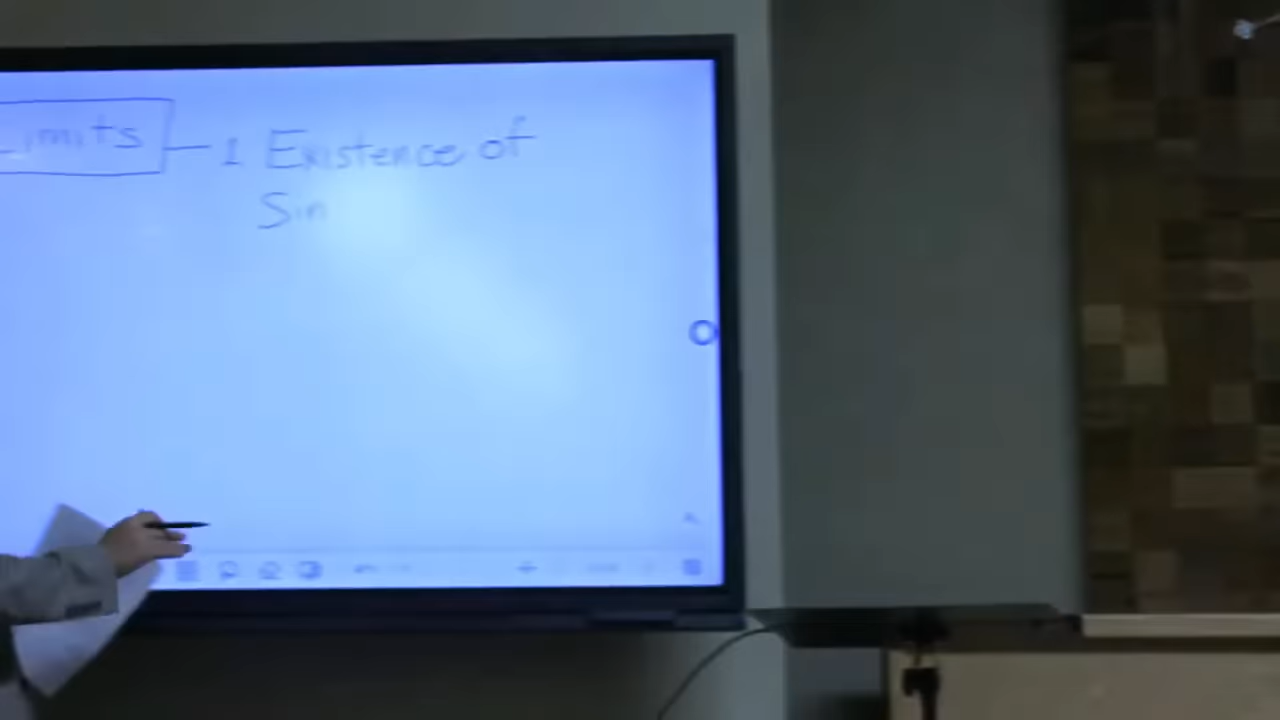 Limits — 1 Existence of
Sin